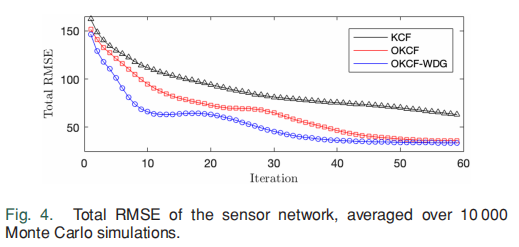 150
100
50
0
10
20
30
40
50
60
Total RMSE
Iteration
KCF
OKCF
OKCF-WDG
Fig. 4. Total RMSE of the sensor network, averaged over 10 000
Monte Carlo simulations.